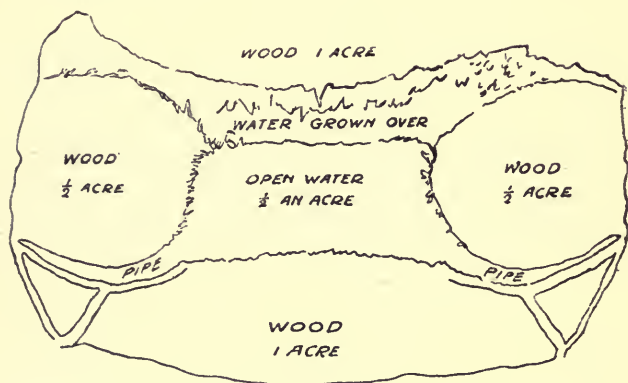 WOOD 1 ACRE
WATER GROWN OVER
WOOD
½ ACRE
OPEN WATER
½ AN ACRE
WOOD
½ ACRE
PIPE
PIPE
WOOD
1 ACRE